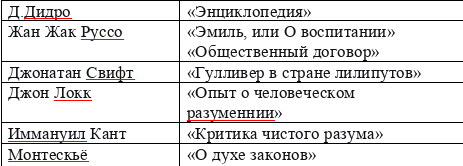 Д.Дидро «Энциклопедия»
Жан Жак Руссо «Эмиль, или О воспитании»
«Общественный договор»
Джонатан Свифт «Гулливер в стране лилипутов»
Джон Локк «Опыт о человеческом
разуменнии»
Иммануил Кант «Критика чистого разума»
Монтескьё «О духе законов»